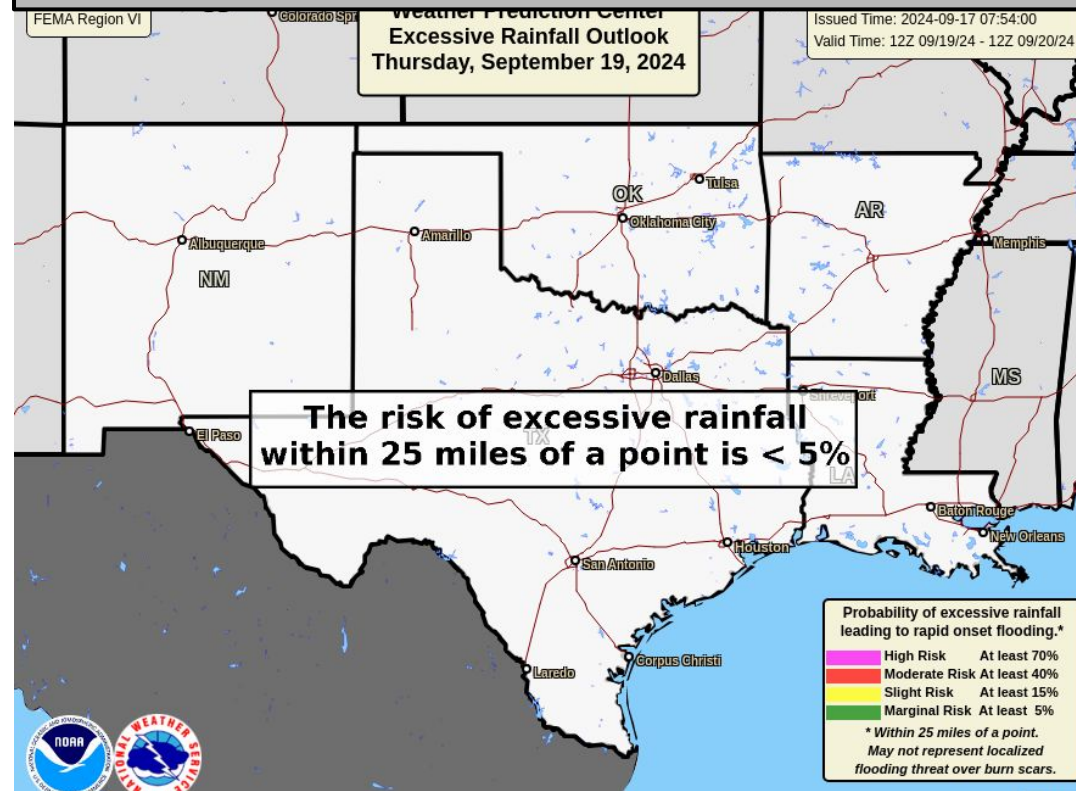 FEMA Region VI
Weather Prediction Center
Excessive Rainfall Outlook
Thursday, September 19, 2024
Issued Time: 2024-09-17 07:54:00
Valid Time: 12Z 09/19/24 - 12Z 09/20/24
Colorado Spr
OK
Tulsa
Oklahoma City
AR
Albuquerque
Amarillo
Memphis
NM
Dallas
MS
Shreveport
The risk of excessive rainfall
within 25 miles of a point is < 5%
TX
El Paso
LA
Baton Rouge
New Orleans
Houston
San Antonio
Laredo
Corpus Christi
Probability of excessive rainfall
leading to rapid onset flooding.*
High Risk At least 70%
Moderate Risk At least 40%
Slight Risk At least 15%
Marginal Risk At least 5%
* Within 25 miles of a point.
May not represent localized
flooding threat over burn scars.
NOAA
NATIONAL WEATHER SERVICE